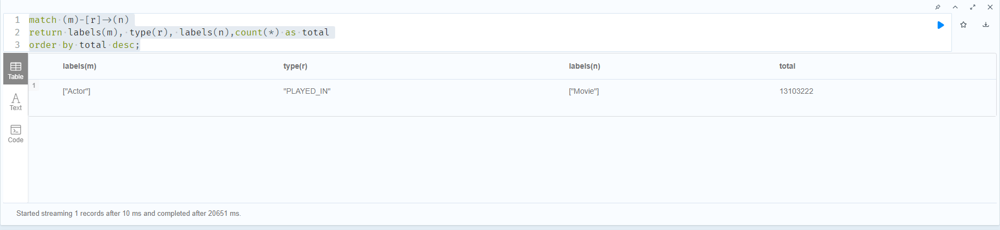 1 match (m)-[r]->(n)
2 return labels(m), type(r), labels(n),count(*) as total
3 order by total desc;
labels(m) type(r) labels(n) total
Table
1 ["Actor"] "PLAYED_IN" ["Movie"] 13103222
Text
Code
Started streaming 1 records after 10 ms and completed after 20651 ms.